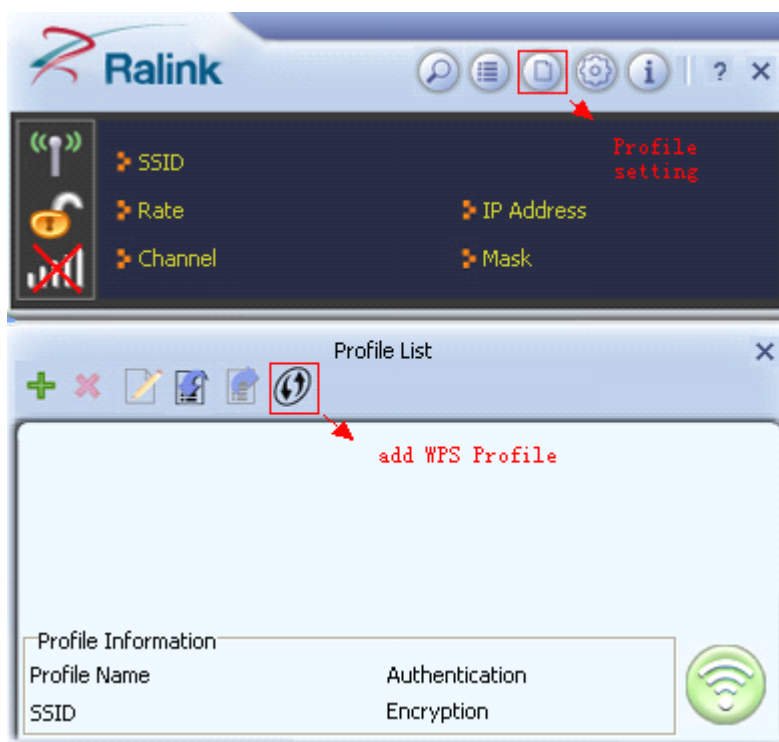 Ralink
?
Profile
setting
SSID
Rate
IP Address
Channel
Mask
Profile List
add WPS Profile
Profile Information
Profile Name
Authentication
SSID
Encryption